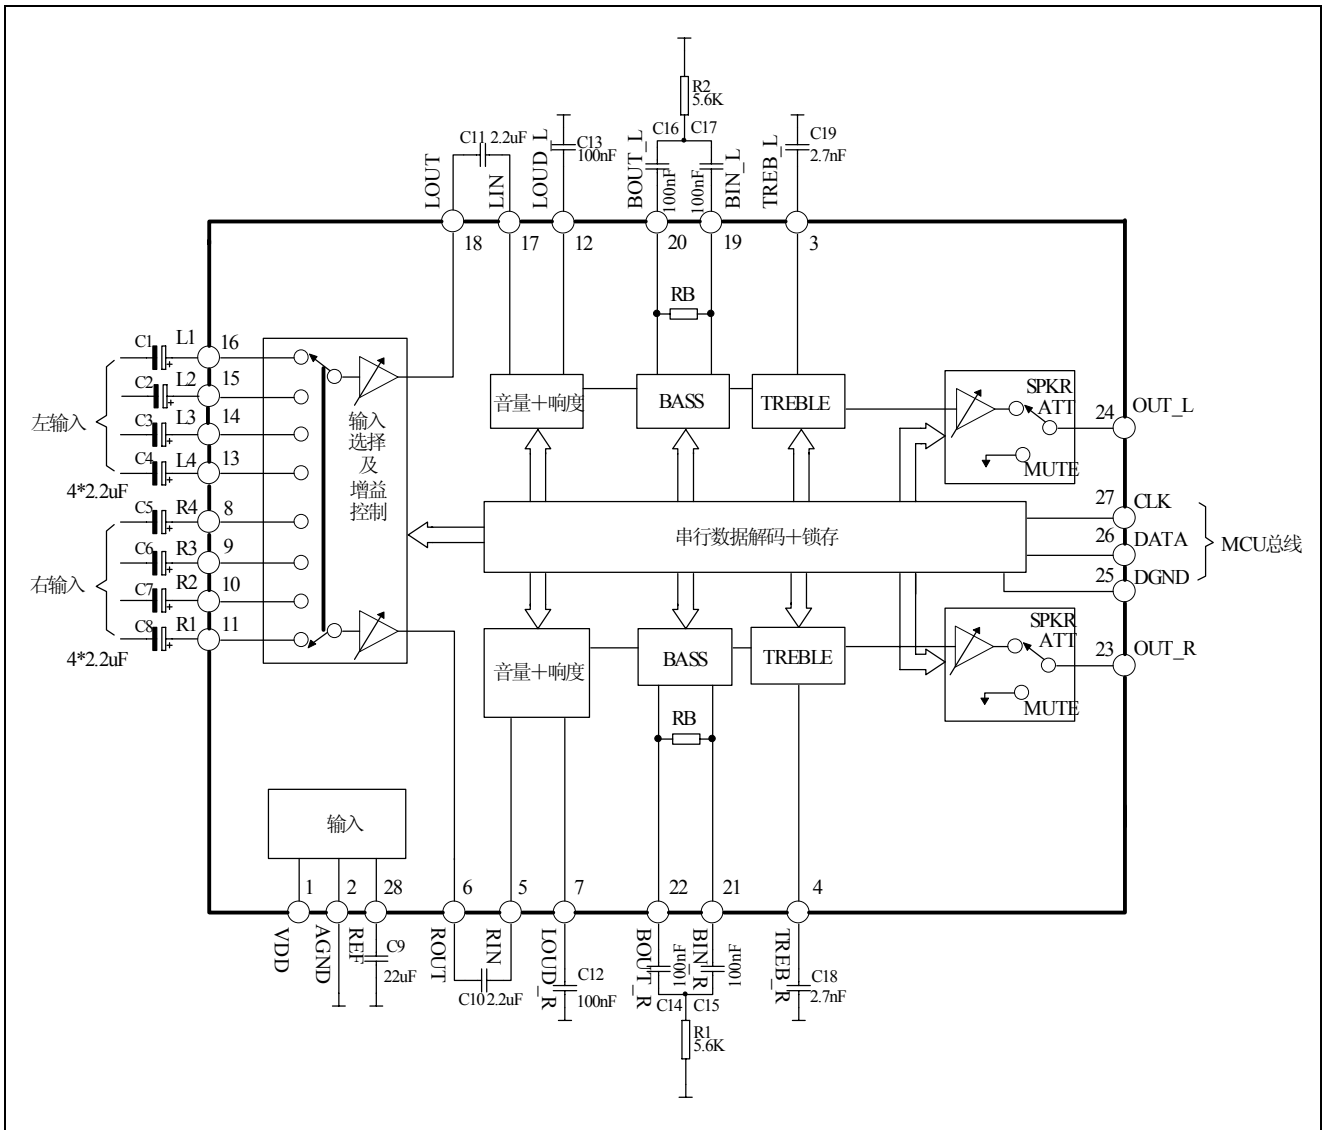 R2
5.6K
C16
C17
C11
2.2uF
C13
100nF
C19
2.7nF
LOUT
LIN
LOUD_L
BOUT_L
100nF
100nF
BIN_L
TREB_L
18
17
12
20
19
3
RB
C1
L1
16
C2
L2
15
C3
L3
14
C4
L4
13
左输入
4*2.2uF
C5
R4
8
C6
R3
9
C7
R2
10
C8
R1
11
右输入
4*2.2uF
输入
选择
及
增益
控制
音量+响度
BASS
TREBLE
SPKR
ATT
MUTE
24
OUT_L
串行数据解码+锁存
27
CLK
26
DATA
25
DGND
MCU总线
音量+响度
BASS
TREBLE
SPKR
ATT
MUTE
23
OUT_R
RB
输入
1
2
28
6
5
7
22
21
4
VDD
AGND
REF
C9
22uF
ROUT
RIN
C10
2.2uF
LOUD_R
C12
100nF
BOUT_R
100nF
BIN_R
100nF
C14
C15
TREB_R
C18
2.7nF
R1
5.6K